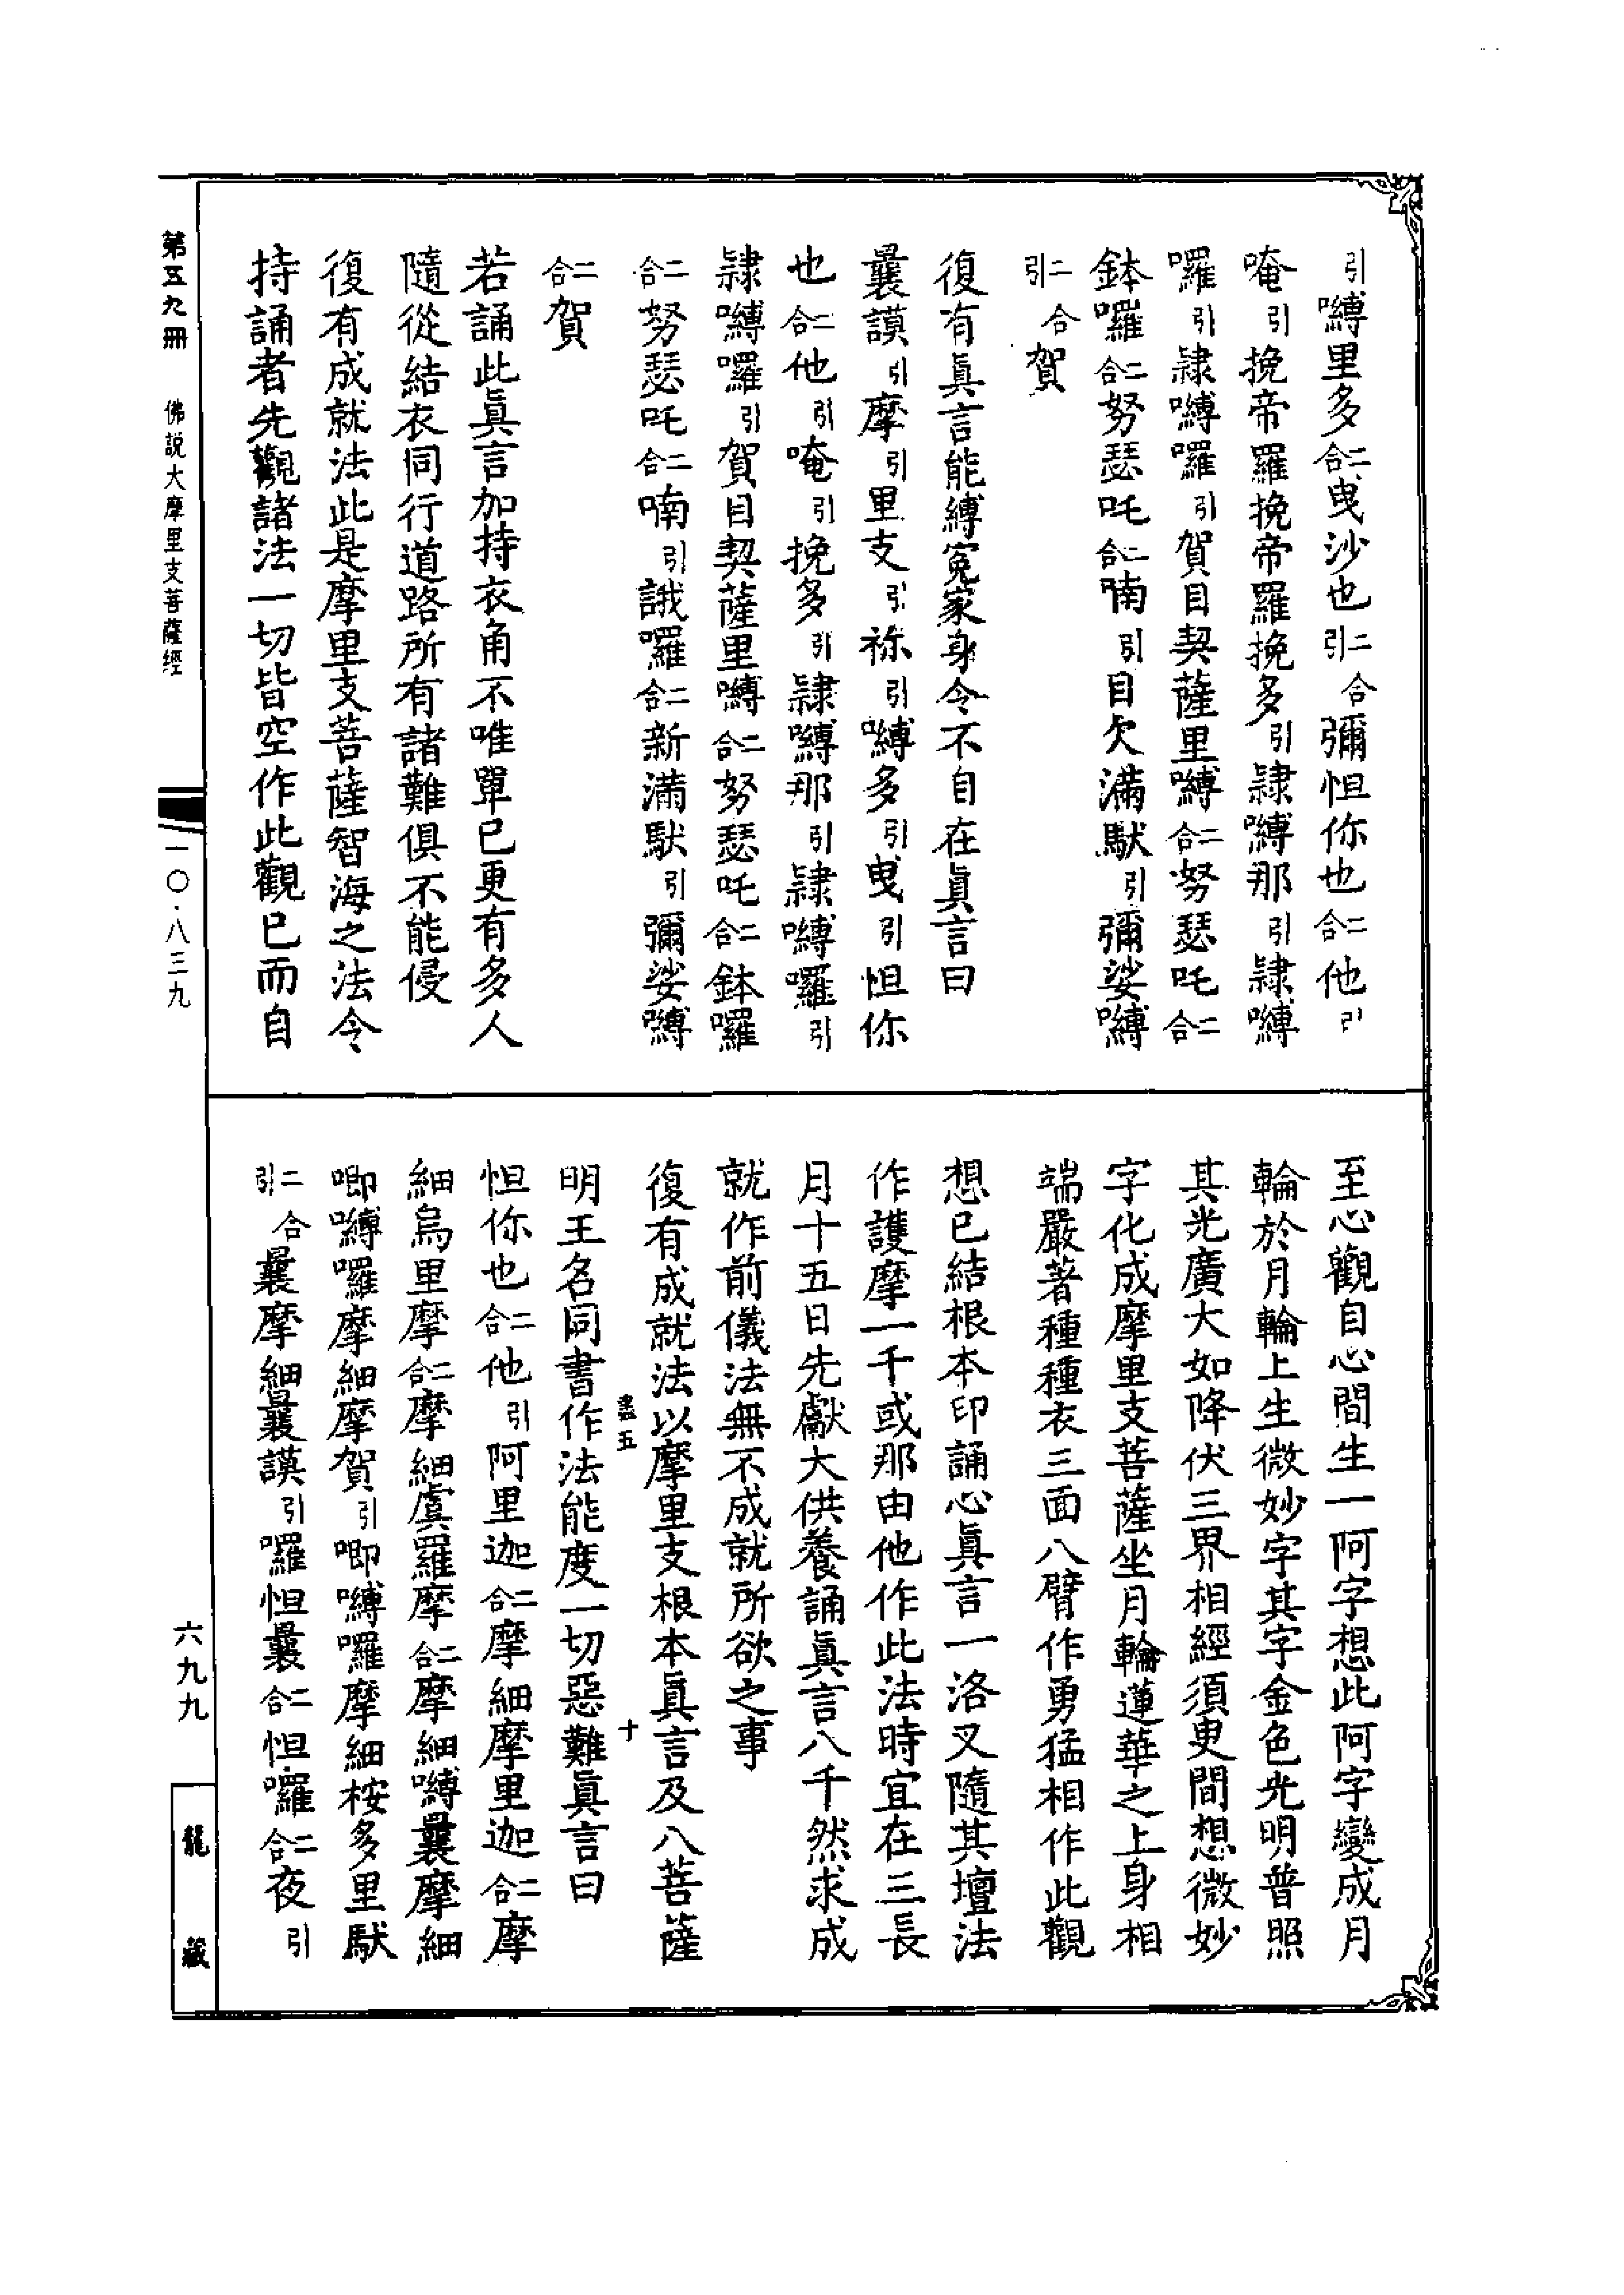 引嚩里多二合曳沙也二合引彌怛你也二合他引
唵引挽帝羅挽帝羅挽多引隷嚩那引隷嚩
囉引隷嚩囉引賀目契薩里嚩二合努瑟吒二合
鉢囉二合努瑟吒二合喃引目欠滿馱引彌娑嚩
二合引賀
復有眞言能縛寃家身令不自在眞言曰
曩謨引摩引里支引祢引嚩多引曳引怛你
也二合他引唵引挽多引隷嚩那引隷嚩囉引
隷嚩囉引賀目契薩里嚩二合努瑟吒二合鉢囉
二合努瑟吒二合喃引誐囉二合新滿馱引彌娑嚩
二合賀
若誦此眞言加持衣角不唯單已更有多人
隨從結衣同行道路所有諸難俱不能侵
復有成就法此是摩里支菩薩智海之法令
持誦者先觀諸法一切皆空作此觀已而自
至心觀自心間生一阿字想此阿字變成月
輪於月輪上生微妙字其字金色光明普照
其光廣大如降伏三界相經須臾間想微妙
字化成摩里支菩薩坐月輪蓮華之上身相
端嚴著種種衣三面八臂作勇猛相作此觀
想已結根本印誦心眞言一洛叉隨其壇法
作護摩一千或那由他作此法時宜在三長
月十五日先獻大供養誦眞言八千然求成
就作前儀法無不成就所欲之事
復有成就法以摩里支根本眞言及八菩薩
五 十
明王名同書作法能度一切惡難眞言曰
怛你也二合他引阿里迦二合摩細摩里迦二合摩
細烏里摩二合摩細虞羅摩二合摩細嚩曩摩細
唧嚩囉摩細摩賀引唧嚩囉摩細桉多里馱
二合引曩摩細曩謨引囉怛曩二合怛囉二合夜引
第五九冊 佛說大摩里支菩薩經
一〇·八三九
六九九
龍藏